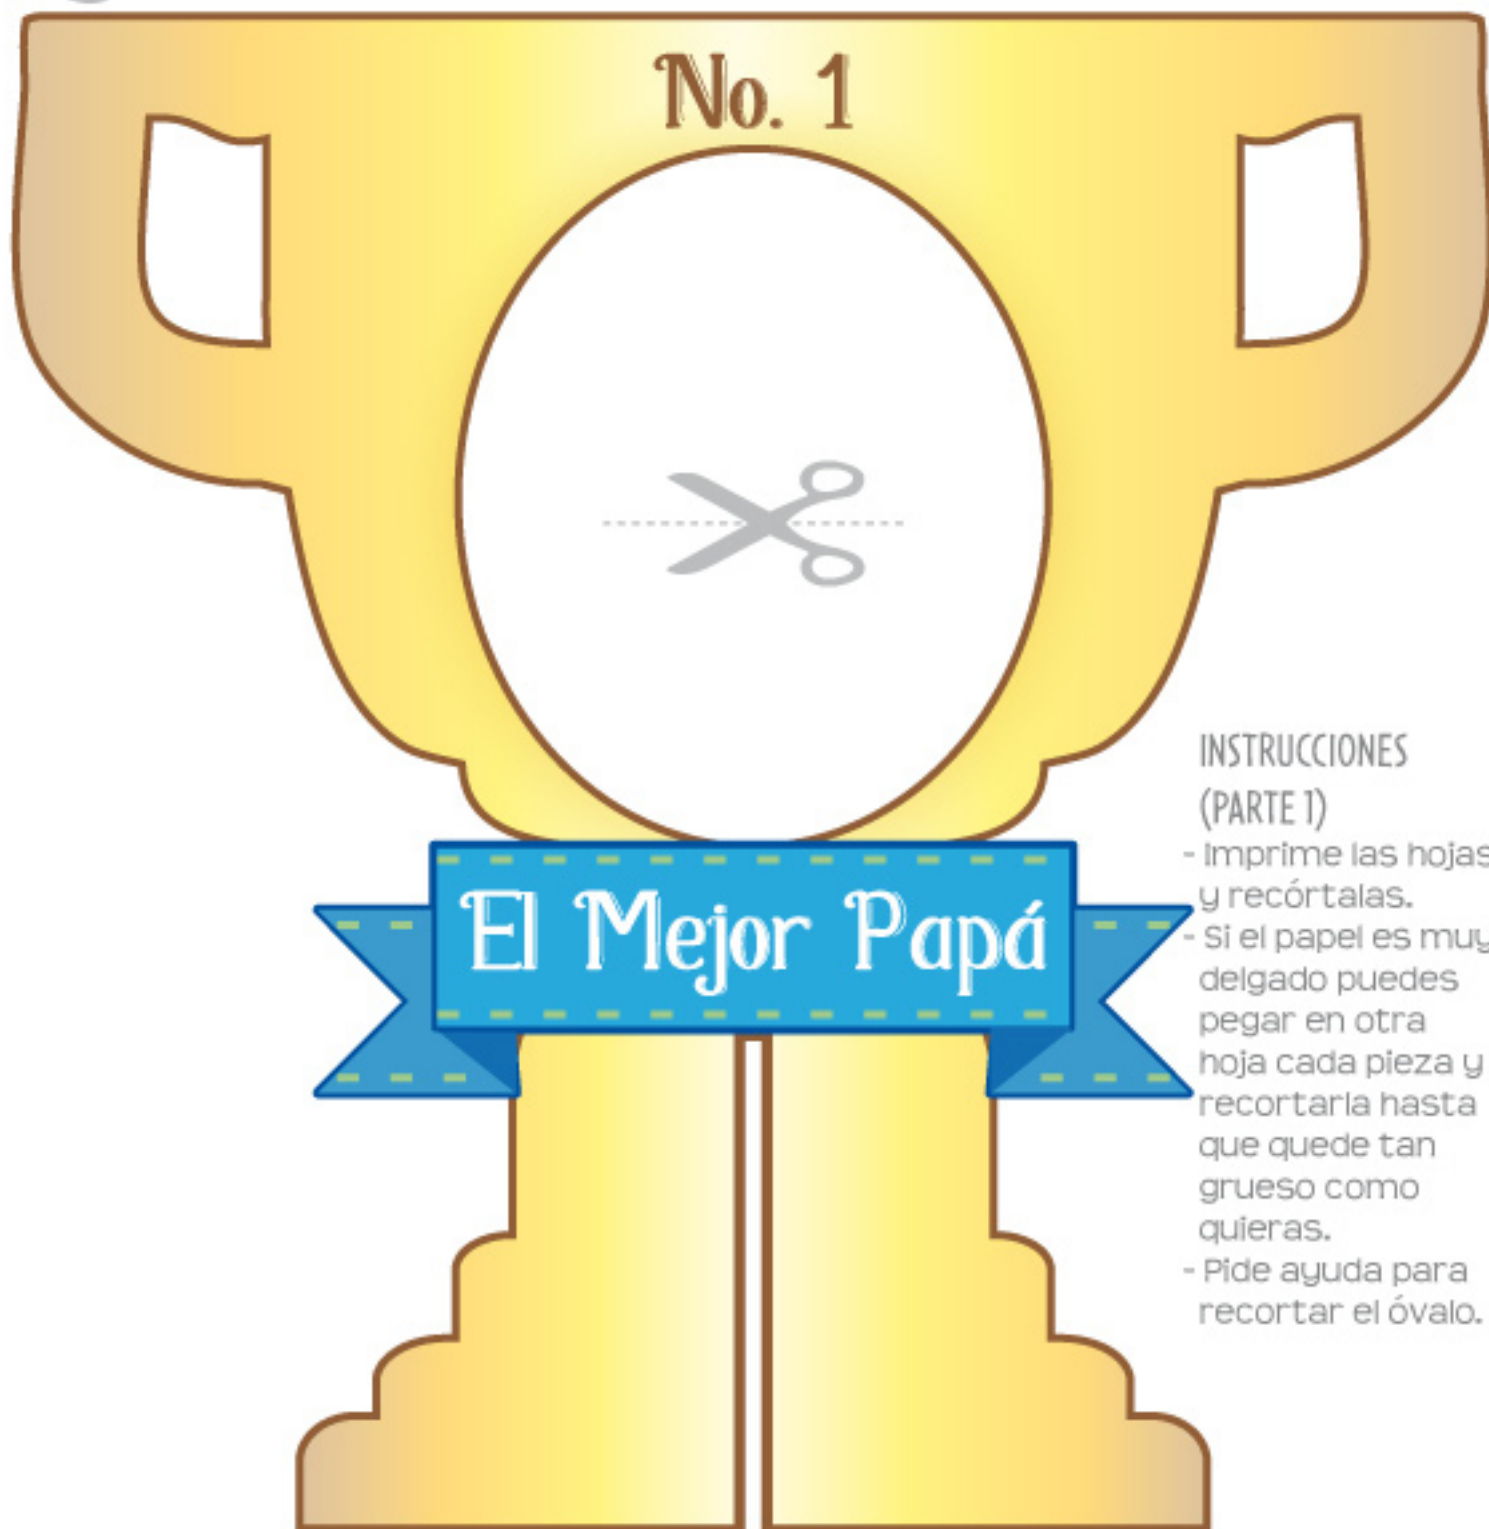 No. 1
El Mejor Papá
INSTRUCCIONES
(PARTE 1)
- Imprime las hojas
y recórtalas.
- Si el papel es muy
delgado puedes
pegar en otra
hoja cada pieza y
recortarla hasta
que quede tan
grueso como
quieras.
- Pide ayuda para
recortar el óvalo.